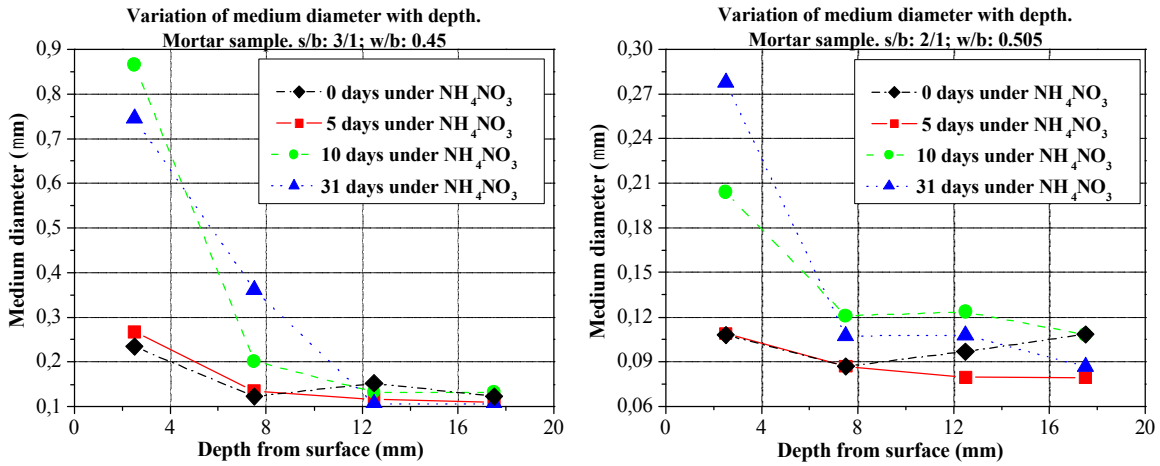 Variation of medium diameter with depth.
Mortar sample. s/b: 3/1; w/b: 0.45
0,9
0,8
0,7
0,6
0,5
0,4
0,3
0,2
0,1
Medium diameter (mm)
0 days under NH4NO3
5 days under NH4NO3
10 days under NH4NO3
31 days under NH4NO3
0 4 8 12 16 20
Depth from surface (mm)
Variation of medium diameter with depth.
Mortar sample. s/b: 2/1; w/b: 0.505
0,30
0,27
0,24
0,21
0,18
0,15
0,12
0,09
0,06
Medium diameter (mm)
0 days under NH4NO3
5 days under NH4NO3
10 days under NH4NO3
31 days under NH4NO3
0 4 8 12 16 20
Depth from surface (mm)